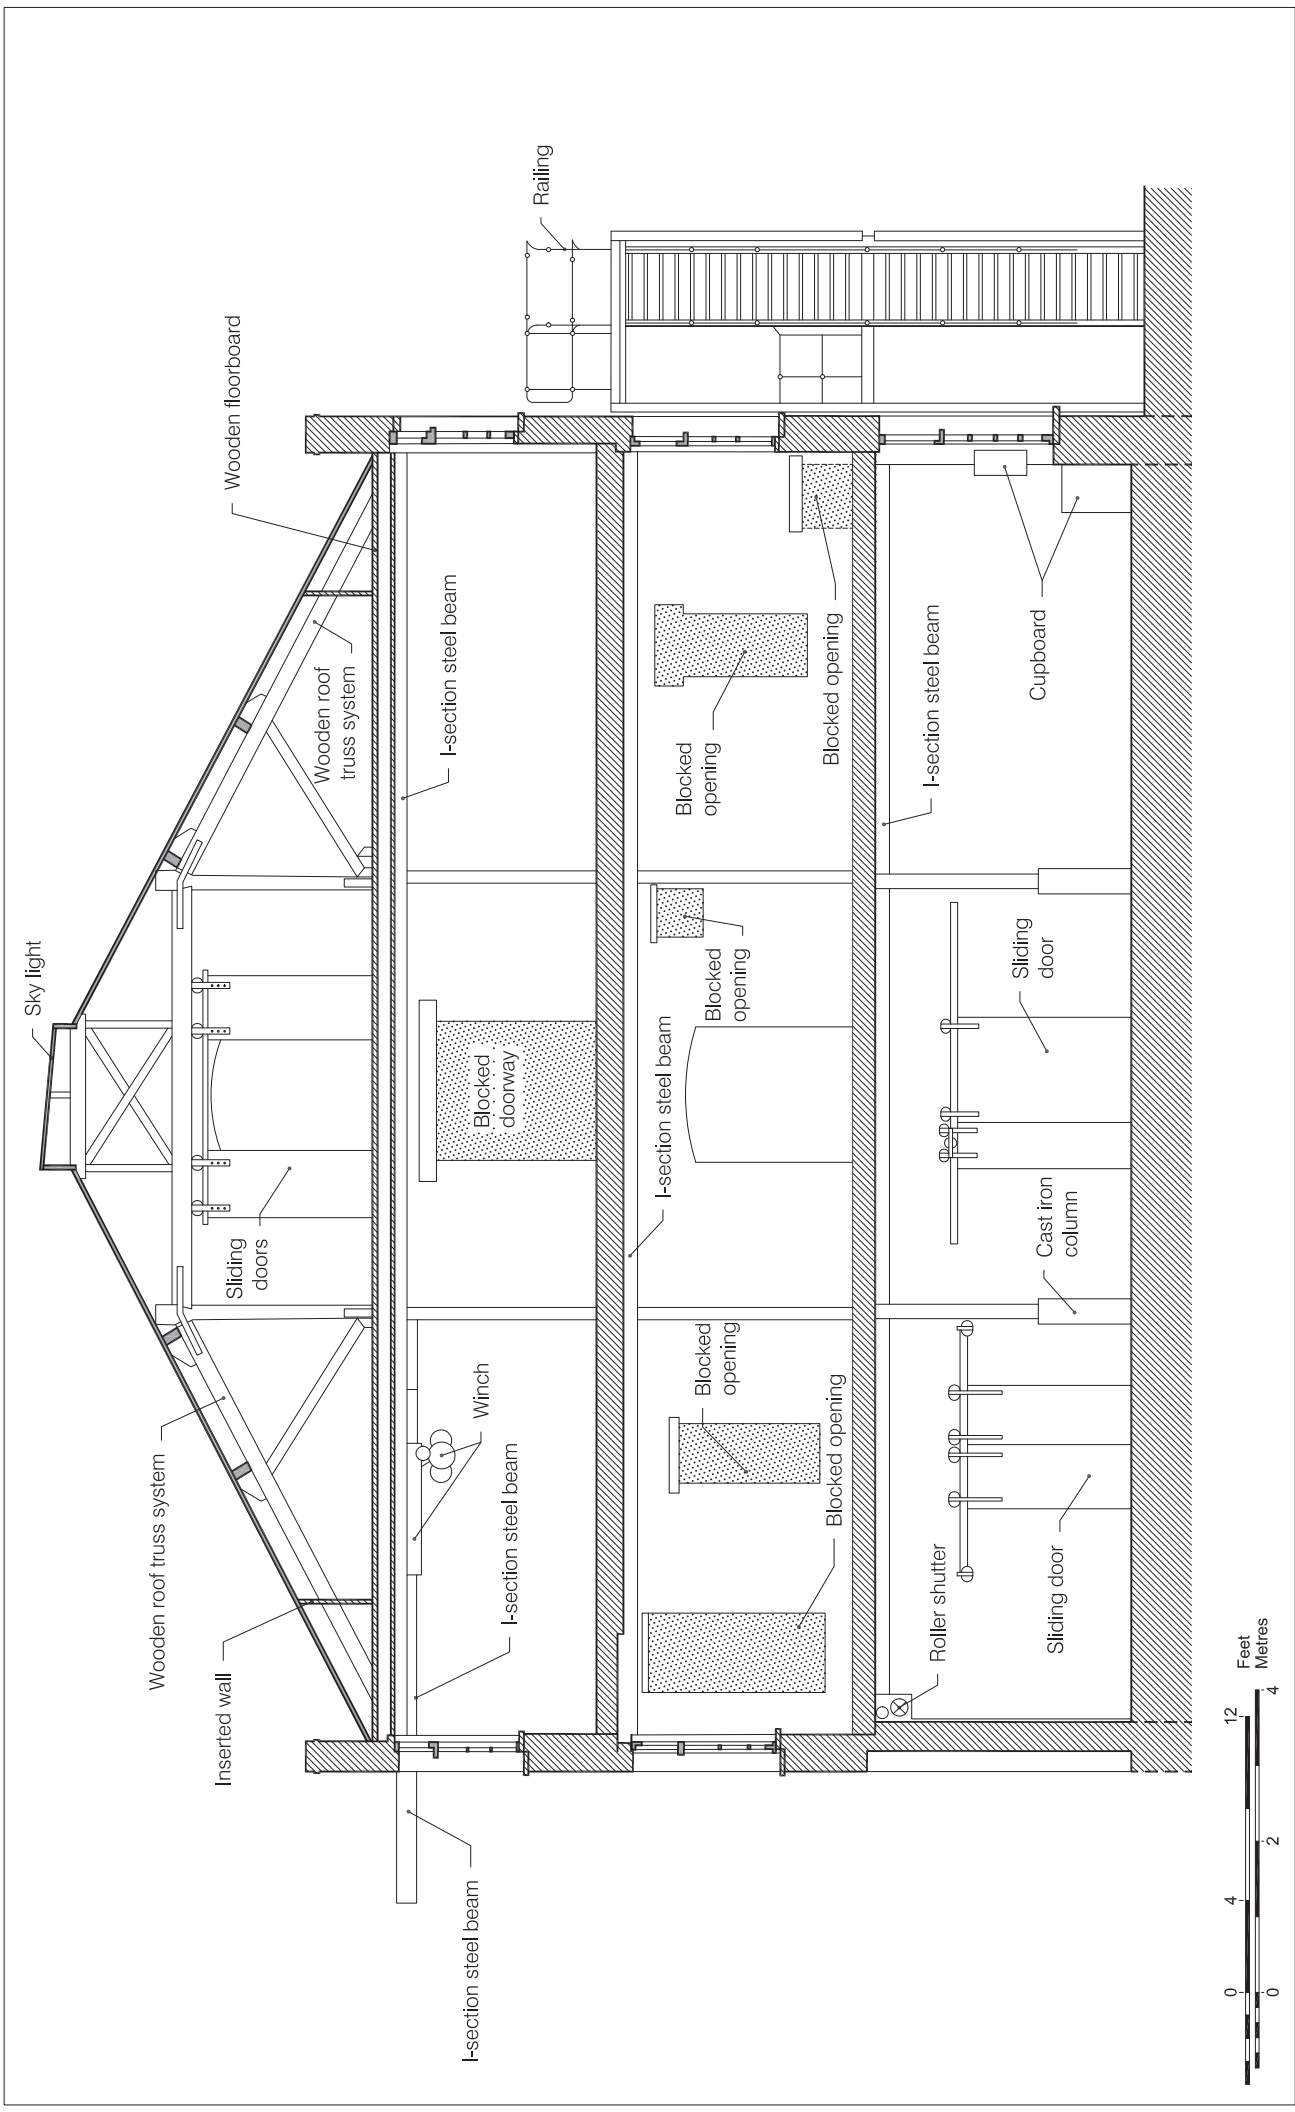 Sky light
Wooden roof truss system
Inserted wall
Sliding
doors
Wooden roof
truss system
Wooden floorboard
Railing
I-section steel beam
I-section steel beam
Winch
Blocked
doorway
I-section steel beam
Blocked opening
Blocked
opening
I-section steel beam
Blocked
opening
Blocked
opening
Blocked opening
Roller shutter
Sliding door
Cast iron
column
Sliding
door
I-section steel beam
Cupboard
0
4
12
Feet
Metres
0
2
4